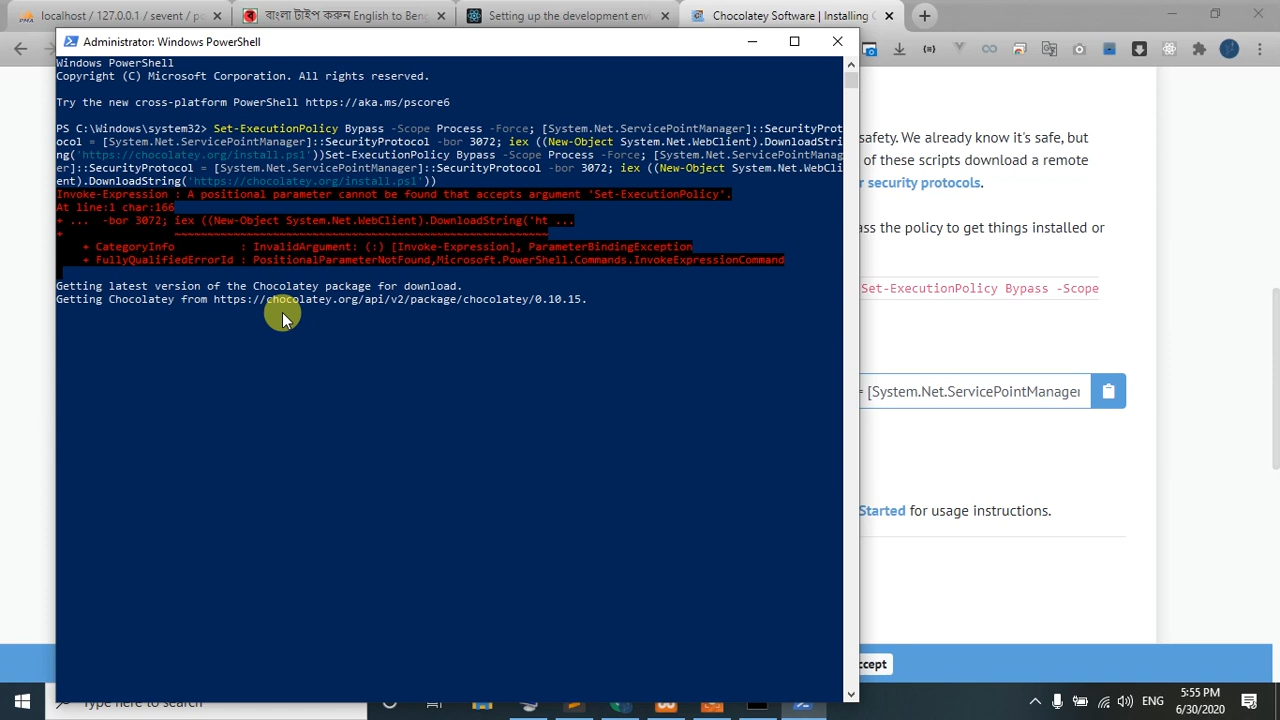 localhost / 127.0.0.1 / sevent / p
বাংলা টাইপ করুন English to Beng
Setting up the development envi
Chocolatey Software | Installing C
Administrator: Windows PowerShell
Windows PowerShell
Copyright (C) Microsoft Corporation. All rights reserved.
Try the new cross-platform PowerShell https://aka.ms/pscore6
PS C:\Windows\system32> Set-ExecutionPolicy Bypass -Scope Process -Force; [System.Net.ServicePointManager]::SecurityProt
ocol = [System.Net.ServicePointManager]::SecurityProtocol -bor 3072; iex ((New-Object System.Net.WebClient).DownloadStri
ng('https://chocolatey.org/install.ps1'))Set-ExecutionPolicy Bypass -Scope Process -Force; [System.Net.ServicePointManag
er]::SecurityProtocol = [System.Net.ServicePointManager]::SecurityProtocol -bor 3072; iex ((New-Object System.Net.WebCli
ent).DownloadString('https://chocolatey.org/install.ps1'))
Invoke-Expression : A positional parameter cannot be found that accepts argument 'Set-ExecutionPolicy'.
At line:1 char:166
+ ... -bor 3072; iex ((New-Object System.Net.WebClient).DownloadString('ht ...
+ ~~~~~~~~~~~~~~~~~~~~~~~~~~~~~~~~~~~~~~~~~~~~~~~~~~~~~~~~~
+ CategoryInfo : InvalidArgument: (:) [Invoke-Expression], ParameterBindingException
+ FullyQualifiedErrorId : PositionalParameterNotFound,Microsoft.PowerShell.Commands.InvokeExpressionCommand
Getting latest version of the Chocolatey package for download.
Getting Chocolatey from https://chocolatey.org/api/v2/package/chocolatey/0.10.15.
safety. We already know it's safe, but
of these scripts download a remote
r security protocols.
ass the policy to get things installed or
Set-ExecutionPolicy Bypass -Scope
= [System.Net.ServicePointManager
Started for usage instructions.
ccept
Type here to search
ENG
5:55 PM
6/30/2020